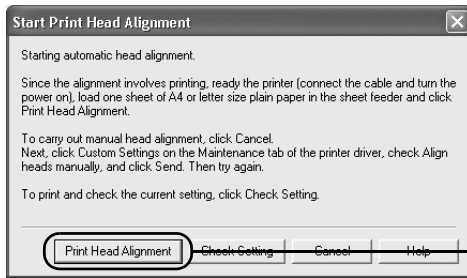 Start Print Head Alignment
Starting automatic head alignment.
Since the alignment involves printing, ready the printer (connect the cable and turn the
power on), load one sheet of A4 or letter size plain paper in the sheet feeder and click
Print Head Alignment.
To carry out manual head alignment, click Cancel.
Next, click Custom Settings on the Maintenance tab of the printer driver, check Align
heads manually, and click Send. Then try again.
To print and check the current setting, click Check Setting.
Print Head Alignment Check Setting Cancel Help